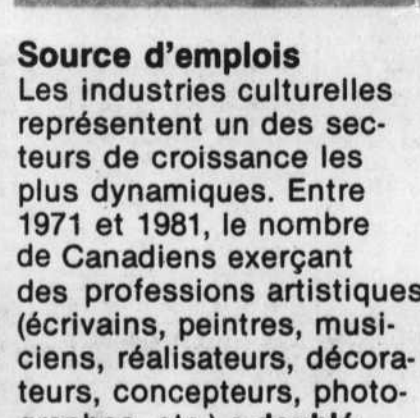 Source d'emplois
Les industries culturelles
représentent un des sec-
teurs de croissance les
plus dynamiques. Entre
1971 et 1981, le nombre
de Canadiens exerçant
des professions artistiques
(écrivains, peintres, musi-
ciens, réalisateurs, décora-
teurs, concepteurs, photo-